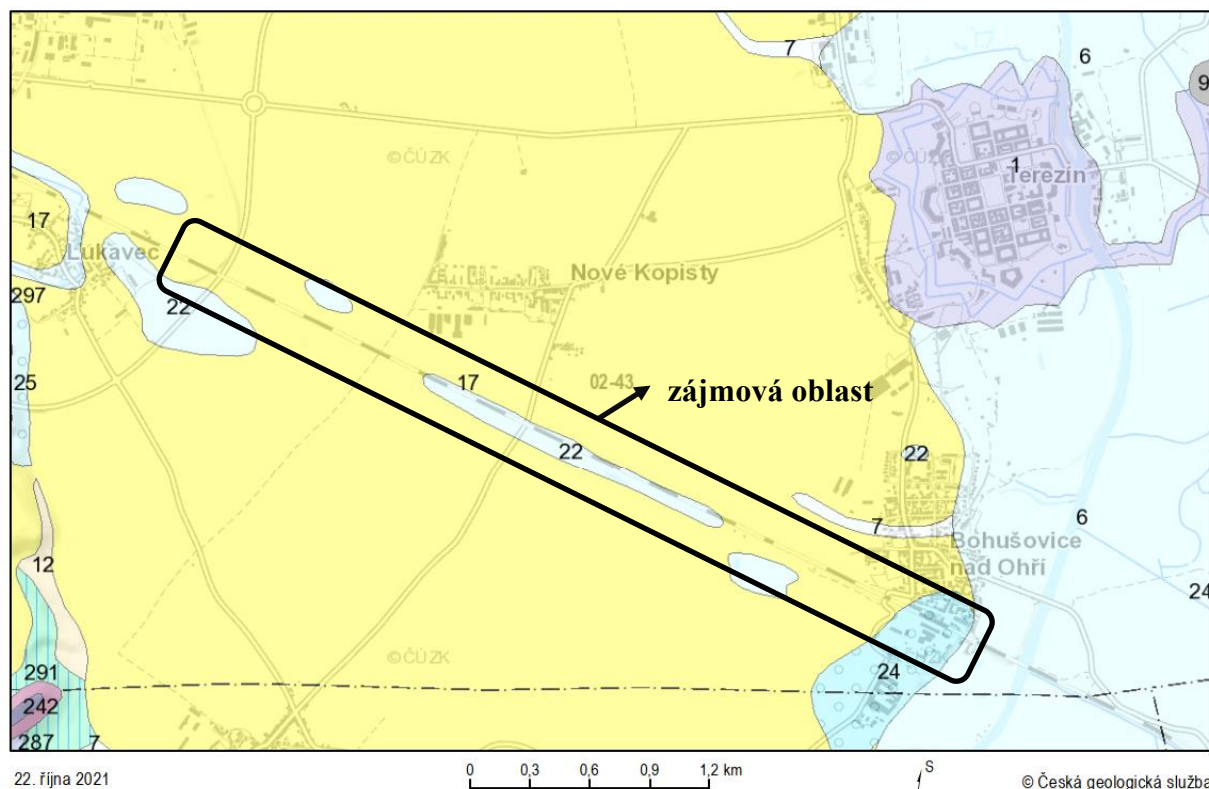 7
6
9
©ČÚZK
©ČÚZK
1
Terezín
17
Lukavec
Nové Kopisty
297
22
25
17
02-43
zájmová oblast
22
22
7
6
Bohušovice
nad Ohří
12
24
©ČÚZK
291
24
242
287
7
22. října 2021
0 0,3 0,6 0,9 1,2 km
S
© Česká geologická služba